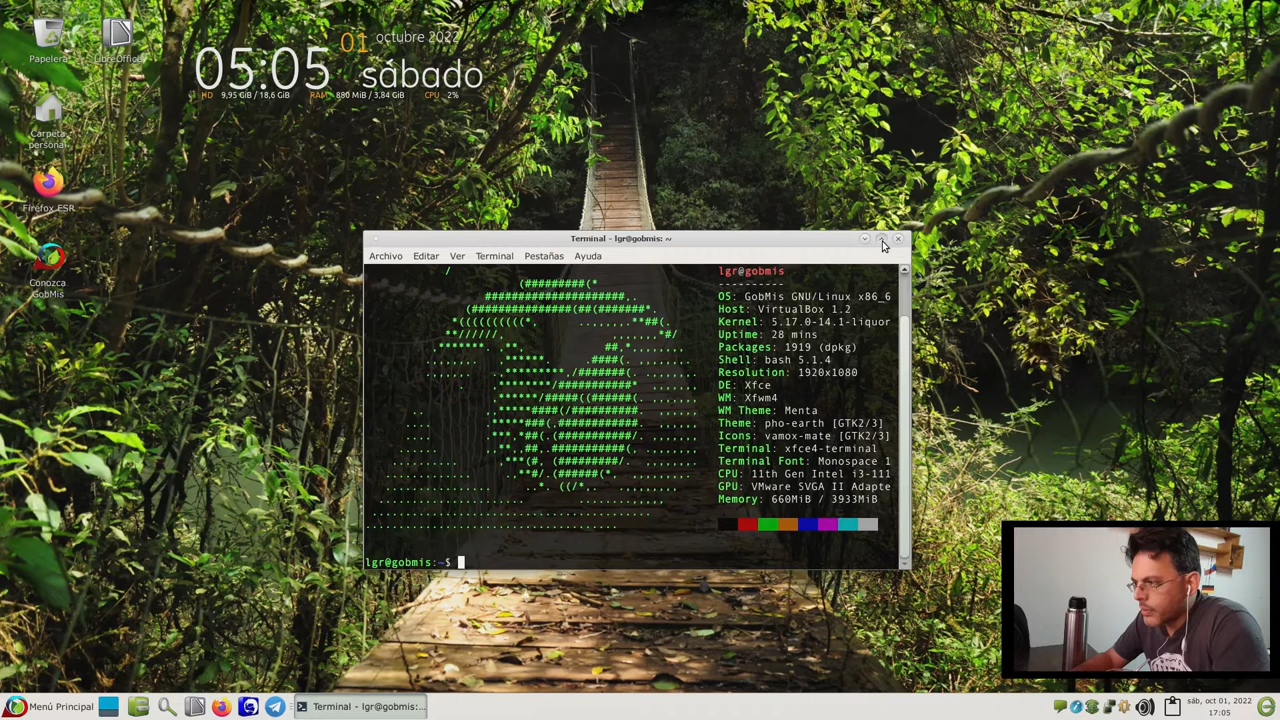 Papelera
LibreOffice
Carpeta
personal
Firefox ESR
Conozca
GobMis
05:05
01
octubre 2022
sábado
HD 9,95 GiB / 18,6 GiB RAM 880 MiB / 3,84 GiB CPU 2%
Terminal - lgr@gobmis: ~
Archivo Editar Ver Terminal Pestañas Ayuda
lgr@gobmis
----------
OS: GobMis GNU/Linux x86_6
Host: VirtualBox 1.2
Kernel: 5.17.0-14.1-liquor
Uptime: 28 mins
Packages: 1919 (dpkg)
Shell: bash 5.1.4
Resolution: 1920x1080
DE: Xfce
WM: Xfwm4
WM Theme: Menta
Theme: pho-earth [GTK2/3]
Icons: vamox-mate [GTK2/3]
Terminal: xfce4-terminal
Terminal Font: Monospace 1
CPU: 11th Gen Intel i3-111
GPU: VMware SVGA II Adapte
Memory: 660MiB / 3933MiB
lgr@gobmis:~$
Menú Principal
Terminal - lgr@gobmis:...
sáb, oct 01, 2022
17:05